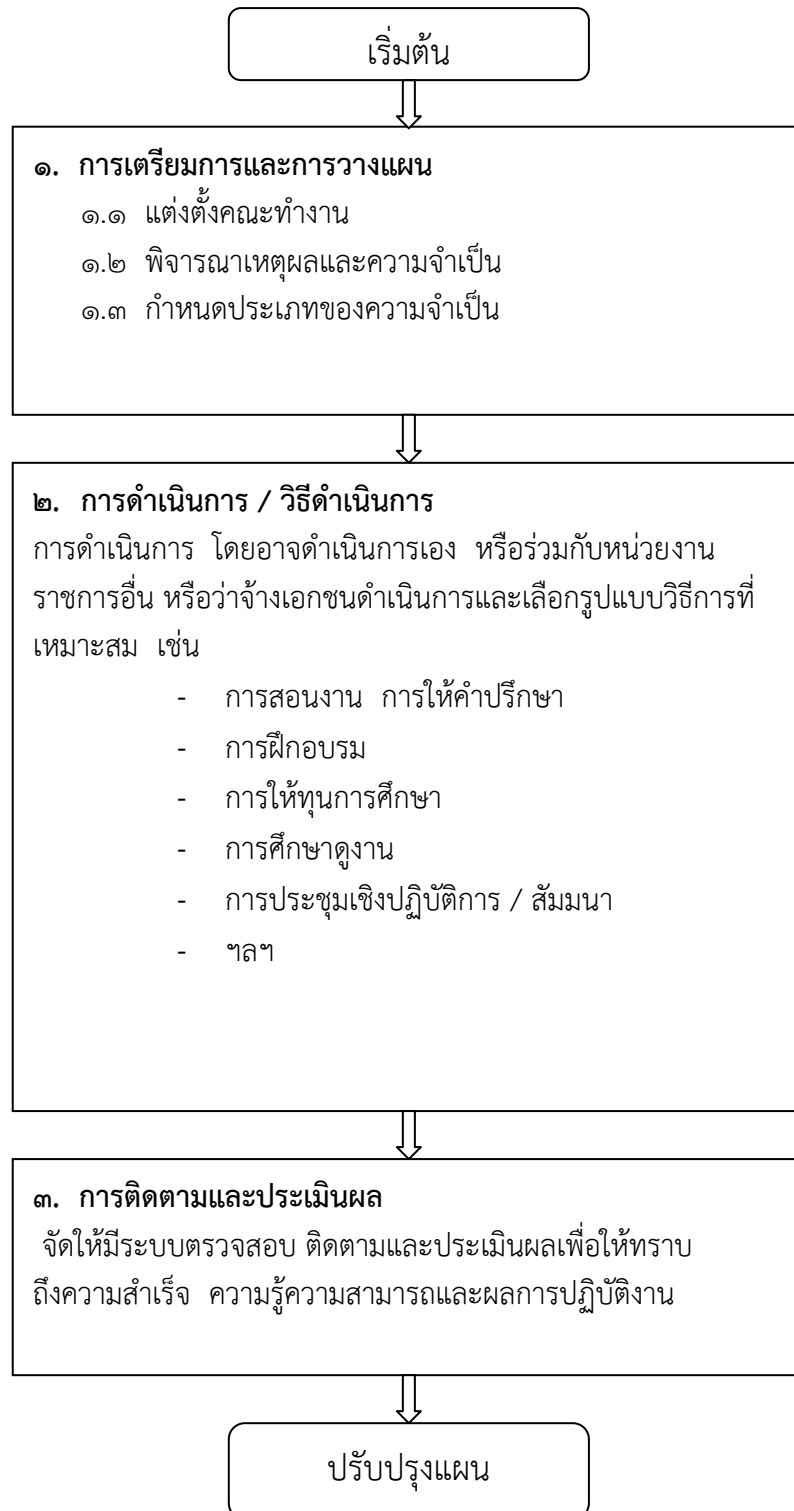 เริ่มต้น
๑. การเตรียมการและการวางแผน
๑.๑ แต่งตั้งคณะทำงาน
๑.๒ พิจารณาเหตุผลและความจำเป็น
๑.๓ กำหนดประเภทของความจำเป็น
๒. การดำเนินการ / วิธีดำเนินการ
การดำเนินการ โดยอาจดำเนินการเอง หรือร่วมกับหน่วยงาน
ราชการอื่น หรือว่าจ้างเอกชนดำเนินการและเลือกรูปแบบวิธีการที่
เหมาะสม เช่น
- การสอนงาน การให้คำปรึกษา
- การฝึกอบรม
- การให้ทุนการศึกษา
- การศึกษาดูงาน
- การประชุมเชิงปฏิบัติการ / สัมมนา
- ฯลฯ
๓. การติดตามและประเมินผล
จัดให้มีระบบตรวจสอบ ติดตามและประเมินผลเพื่อให้ทราบ
ถึงความสำเร็จ ความรู้ความสามารถและผลการปฏิบัติงาน
ปรับปรุงแผน